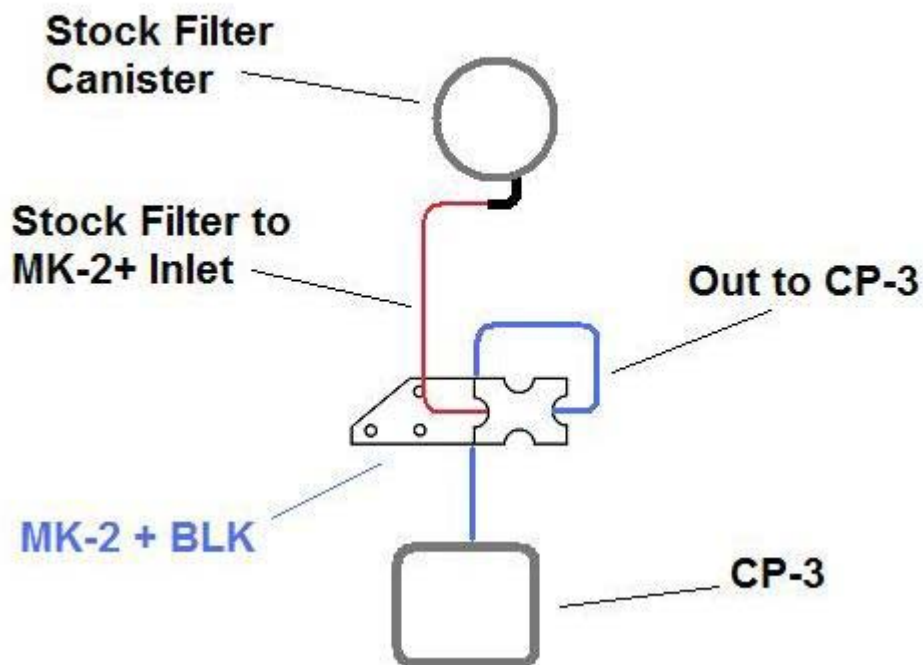 Stock Filter
Canister
Stock Filter to
MK-2+ Inlet
Out to CP-3
MK-2 + BLK
CP-3